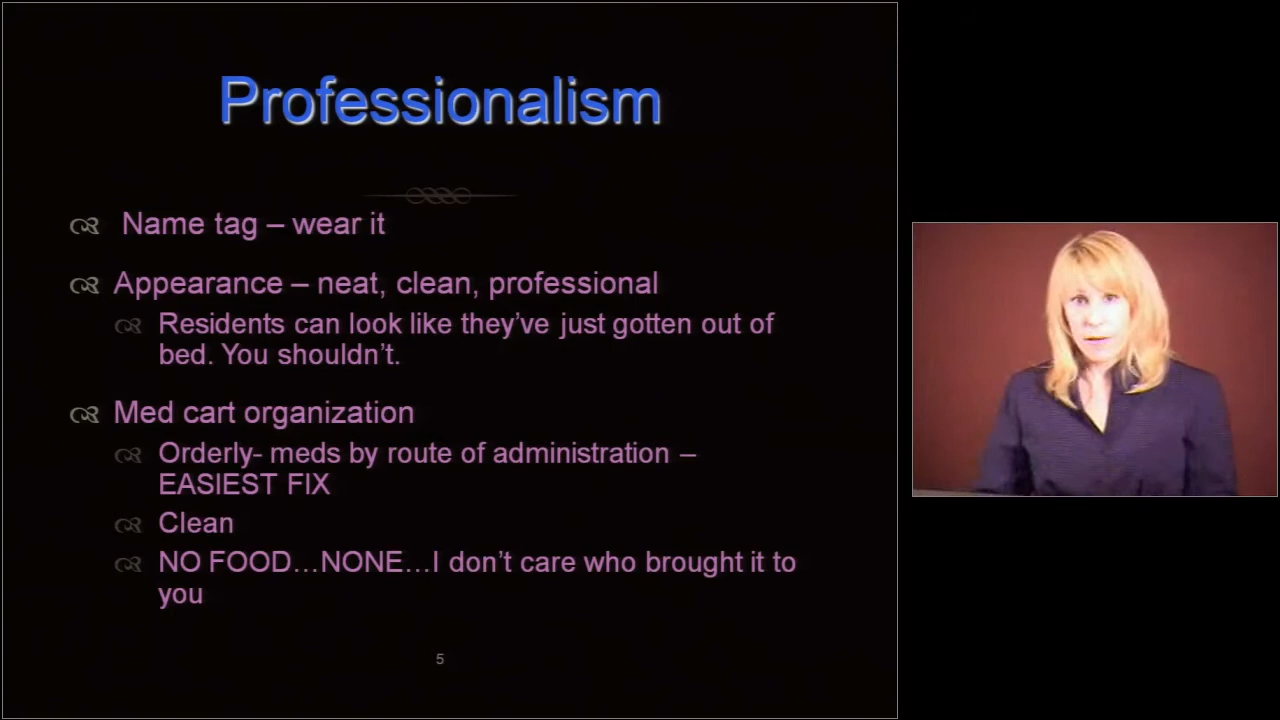 Professionalism
Name tag – wear it
Appearance – neat, clean, professional
Residents can look like they’ve just gotten out of
bed. You shouldn’t.
Med cart organization
Orderly- meds by route of administration –
EASIEST FIX
Clean
NO FOOD…NONE…I don’t care who brought it to
you
5